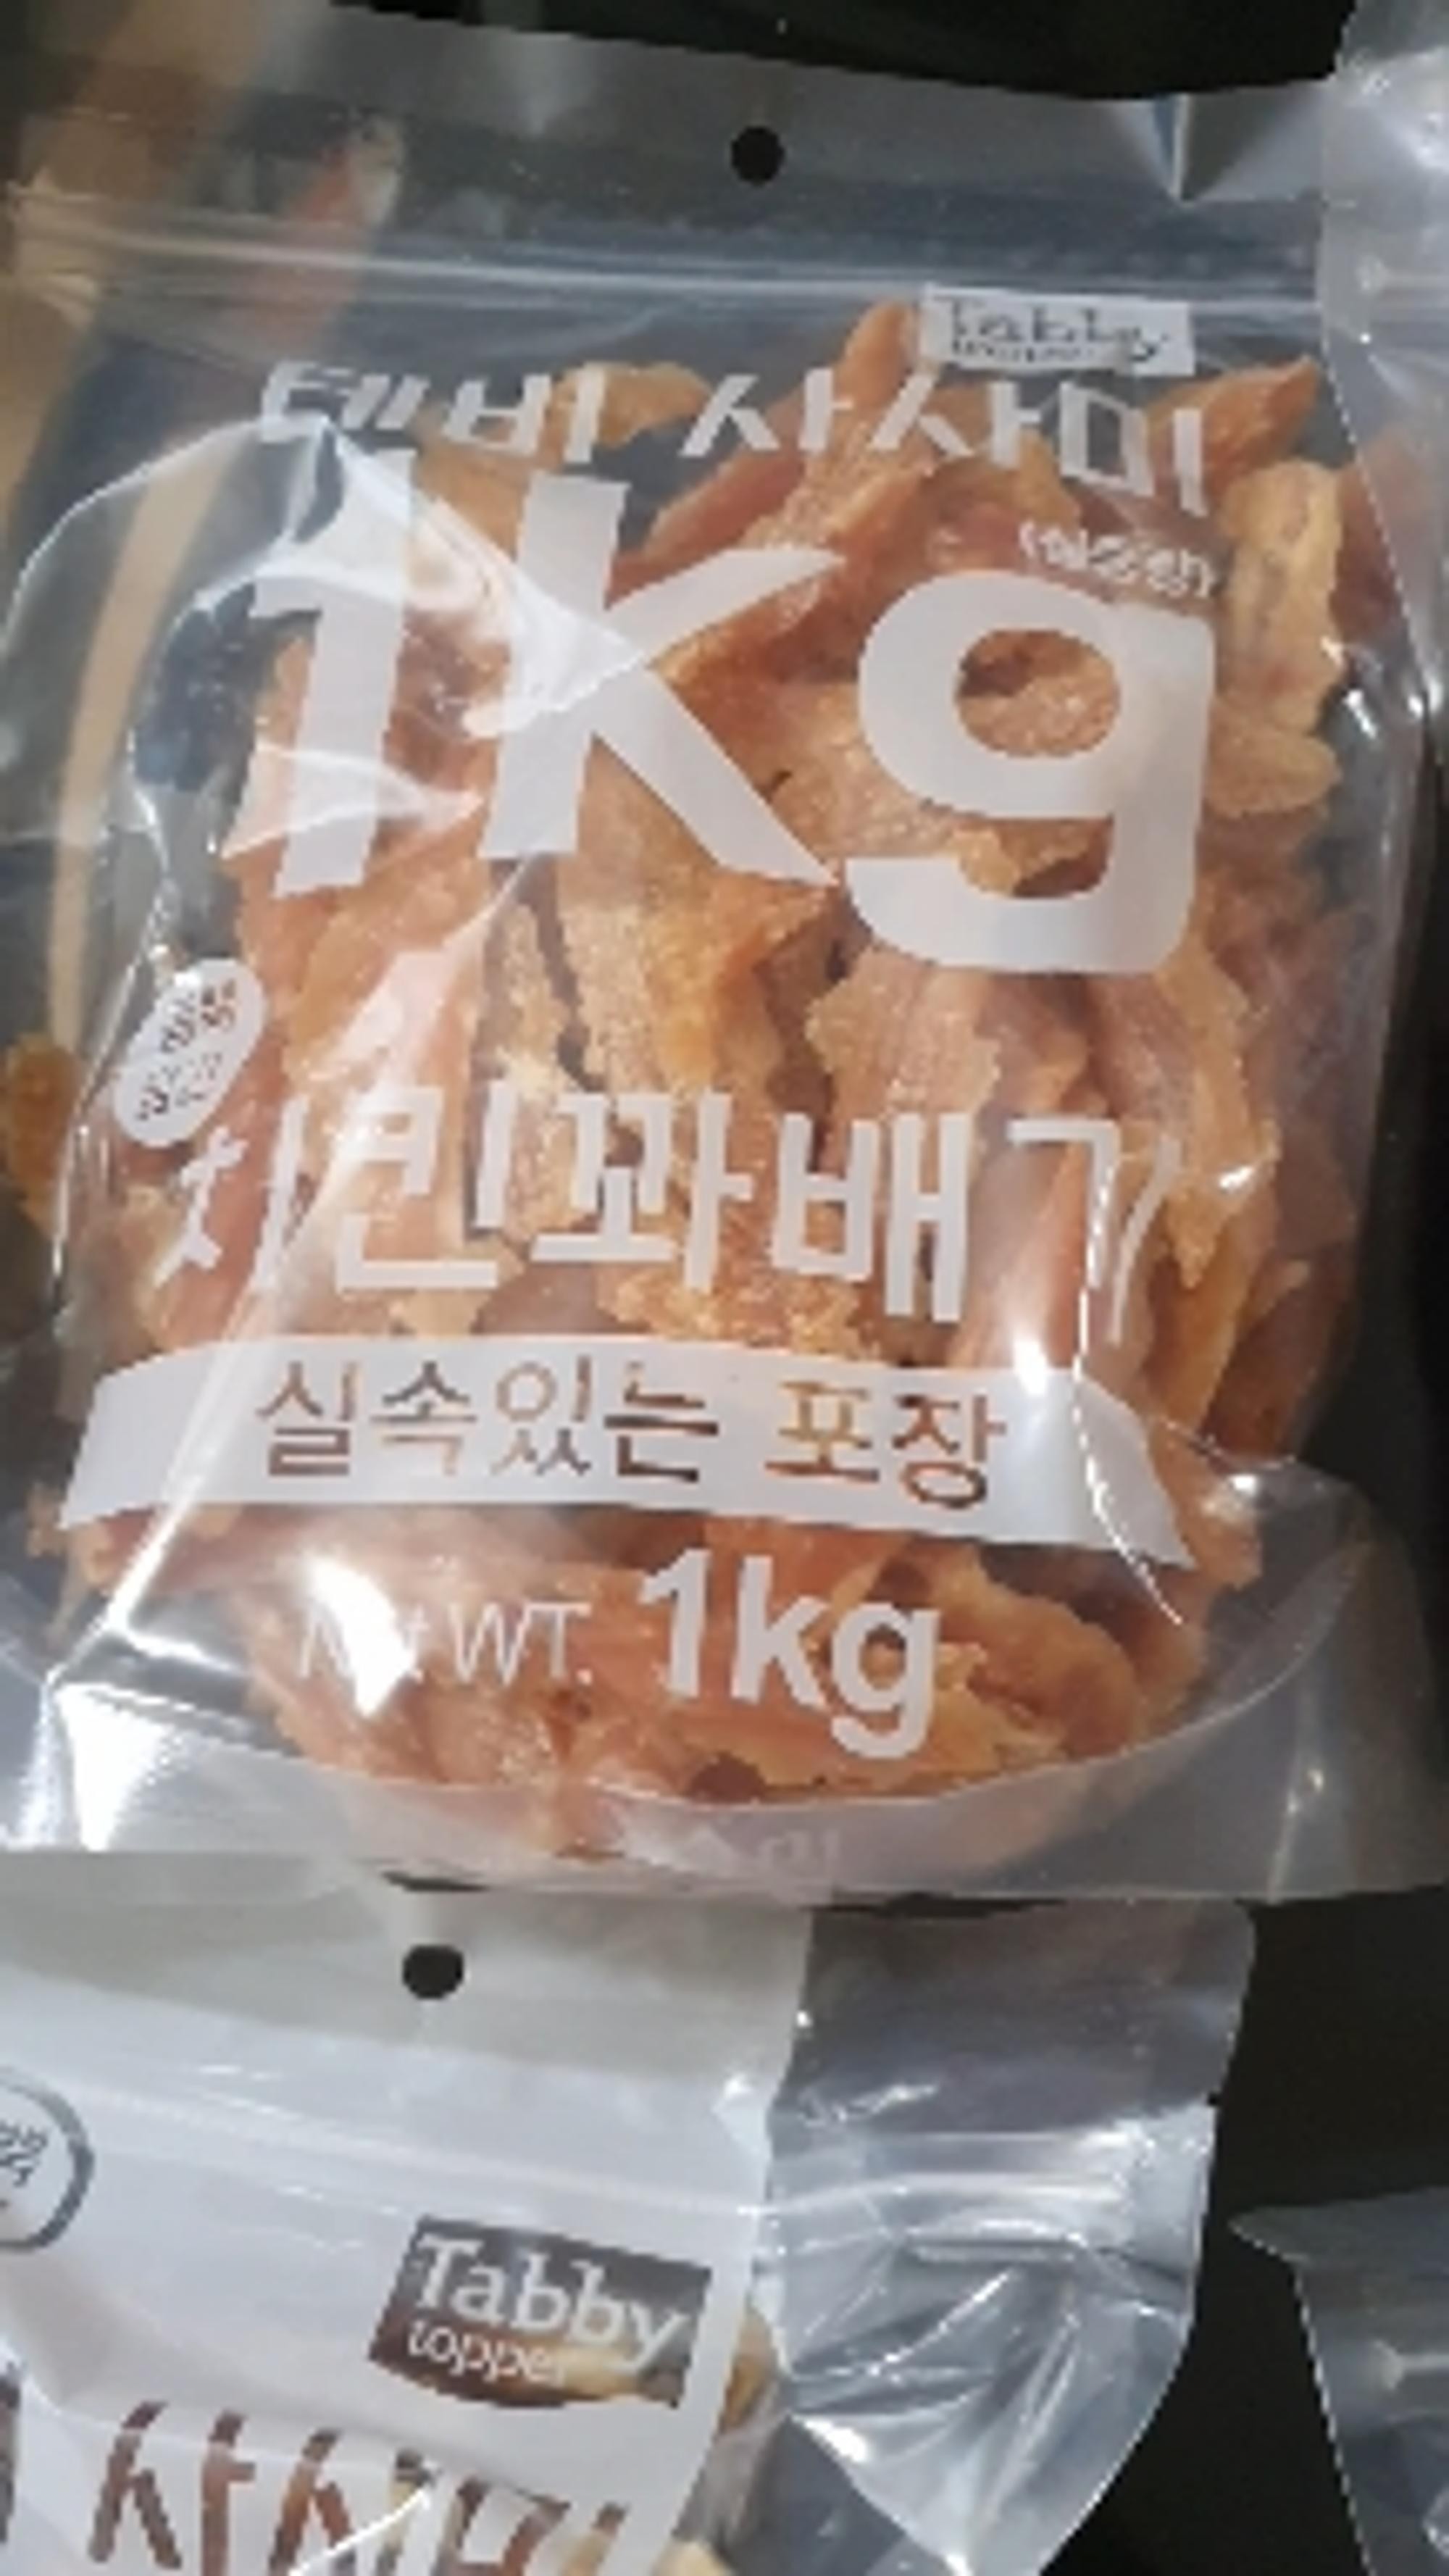 Tabby
테비 사사미
1kg
치킨꽈배기
실속있는 포장
Net WT. 1kg
Tabby
topper
사사미